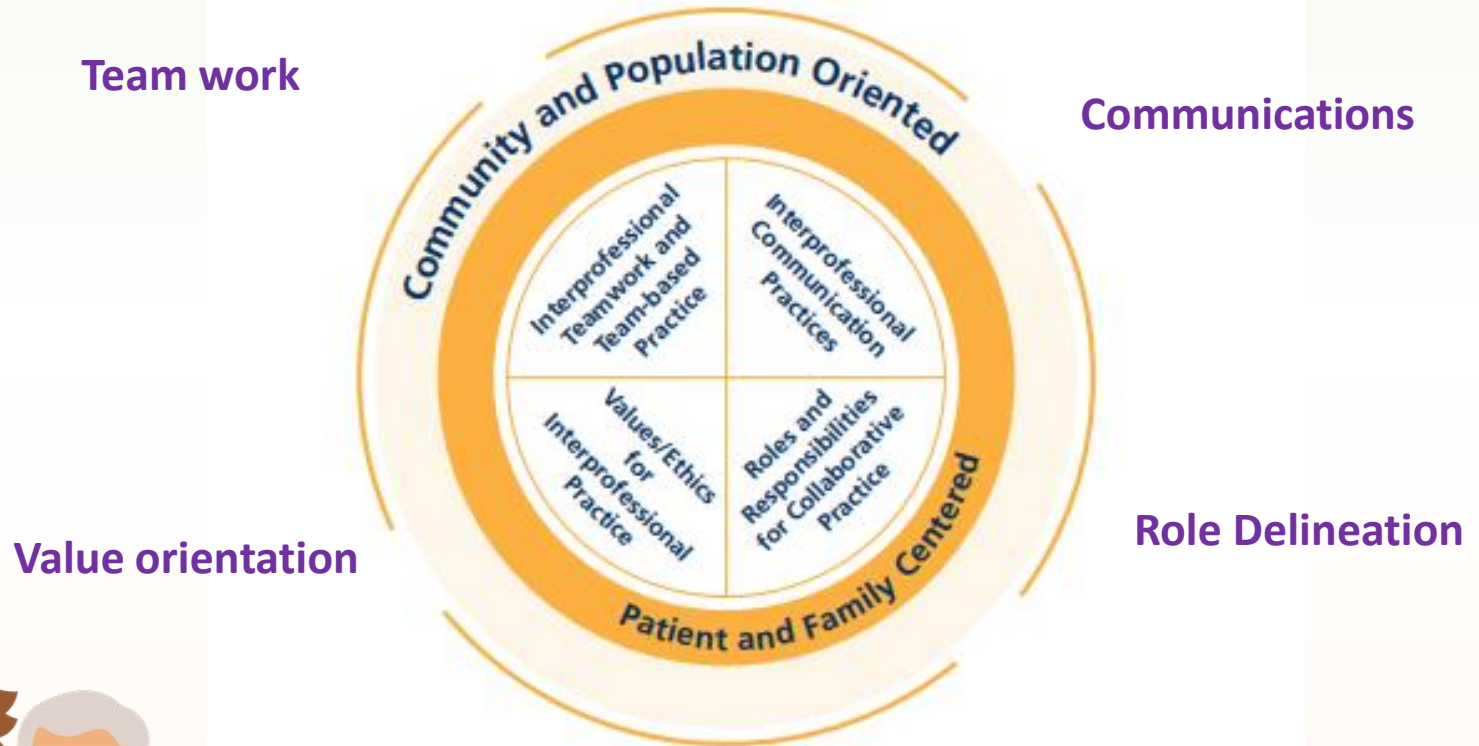 Team work
Communications
Community and Population Oriented
Interprofessional
Teamwork and
Team-based
Practice
Interprofessional
Communication
Practices
Values/Ethics
for
Interprofessional
Practice
Roles and
Responsibilities
for Collaborative
Practice
Value orientation
Role Delineation
Patient and Family Centered